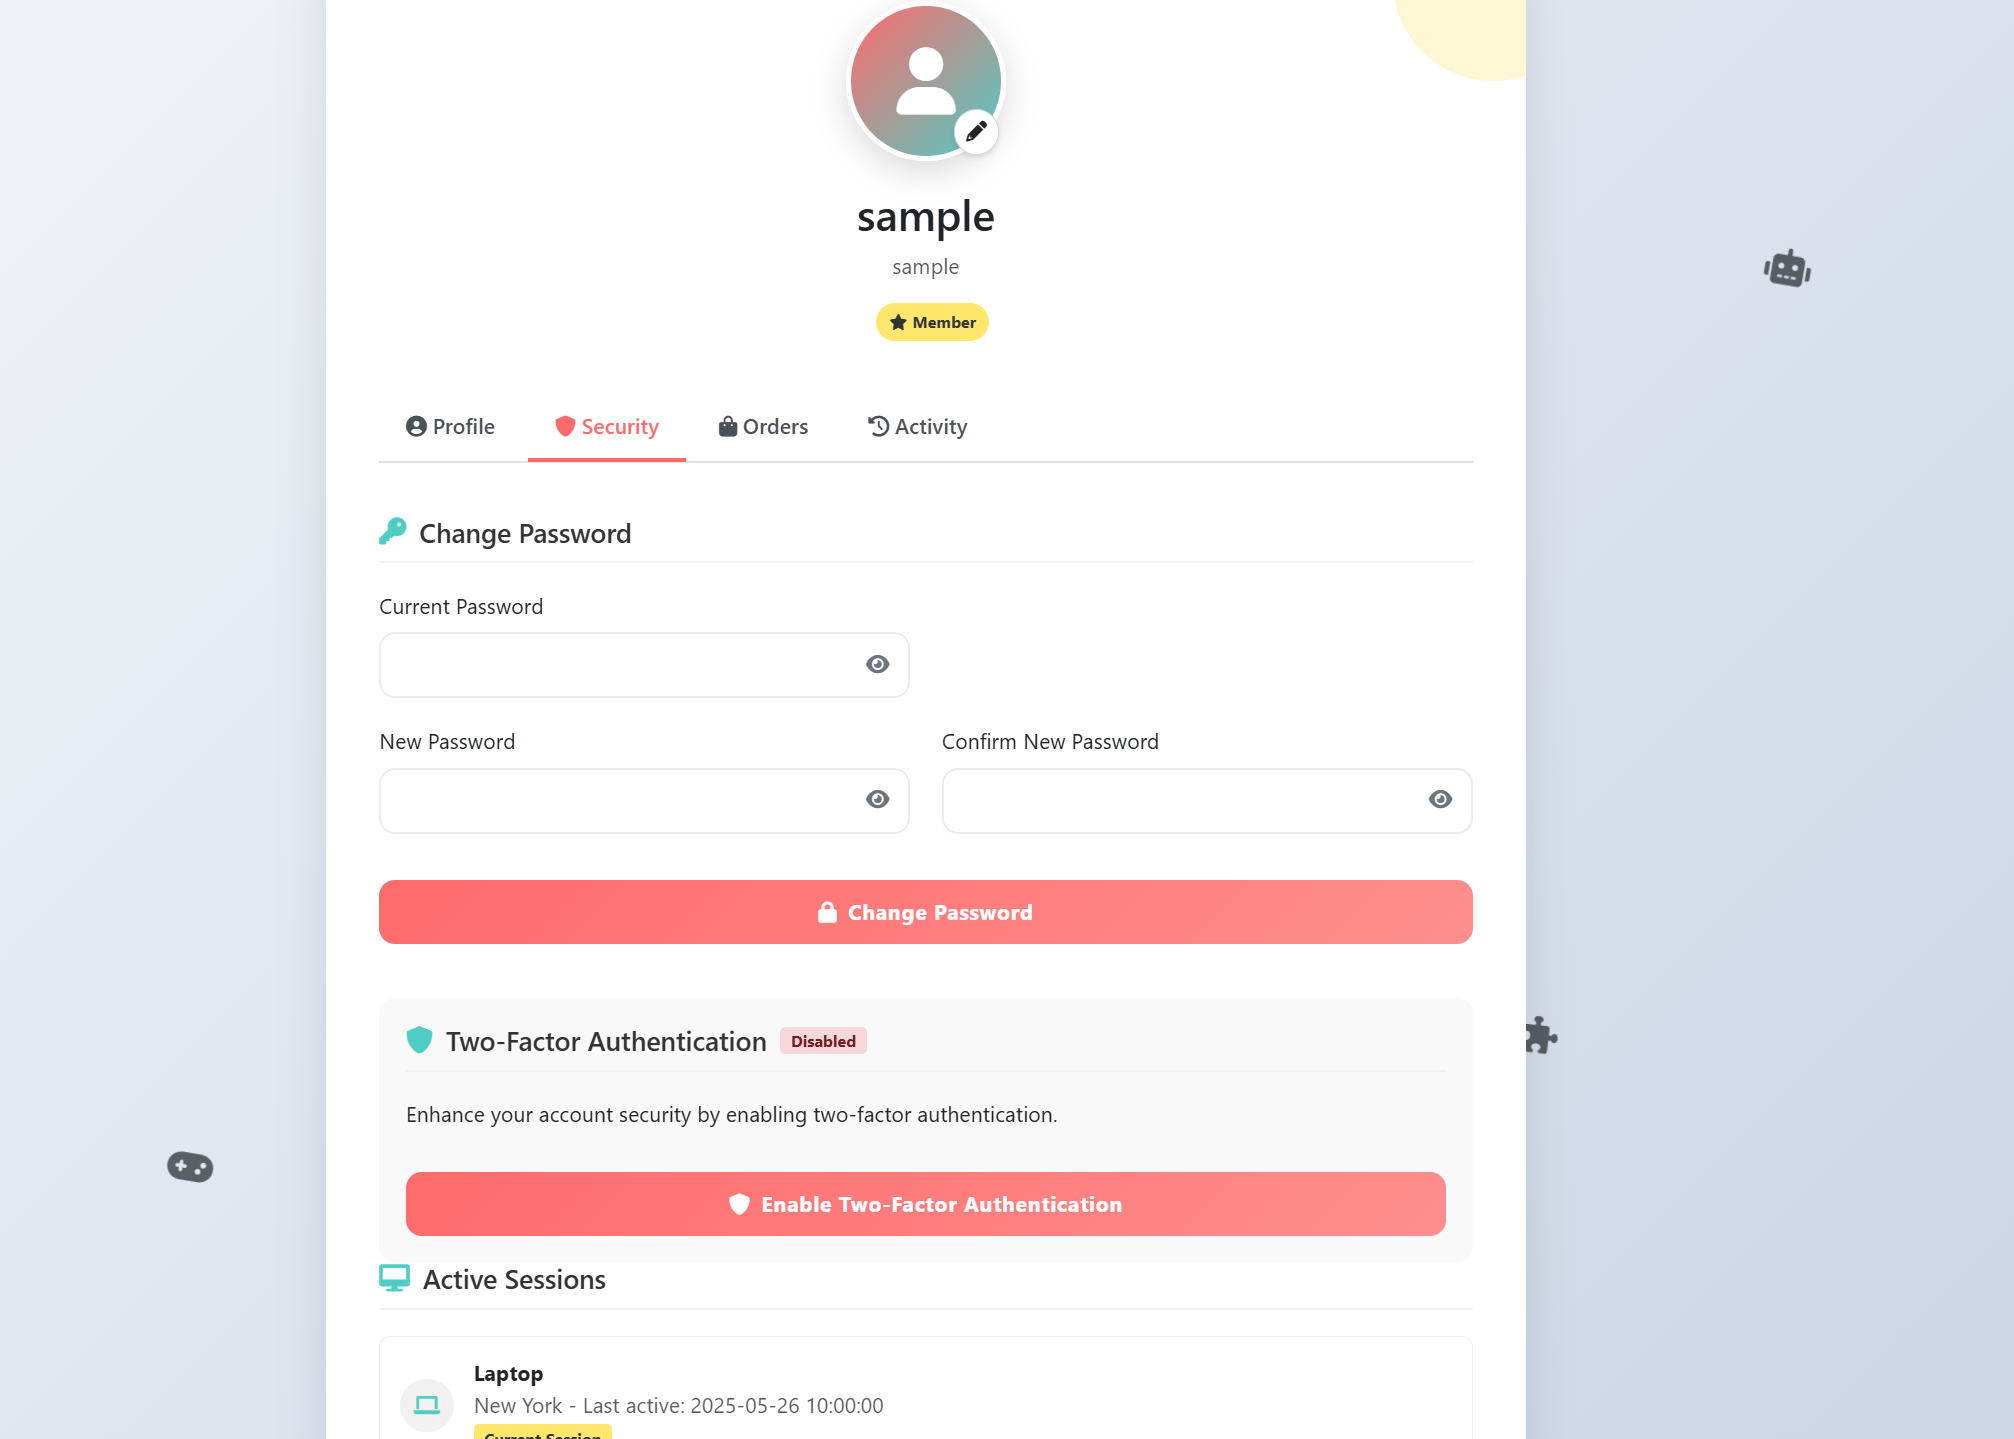 sample
sample
Member
Profile
Security
Orders
Activity
Change Password
Current Password
New Password
Confirm New Password
Change Password
Two-Factor Authentication
Disabled
Enhance your account security by enabling two-factor authentication.
Enable Two-Factor Authentication
Active Sessions
Laptop
New York - Last active: 2025-05-26 10:00:00
Current Session